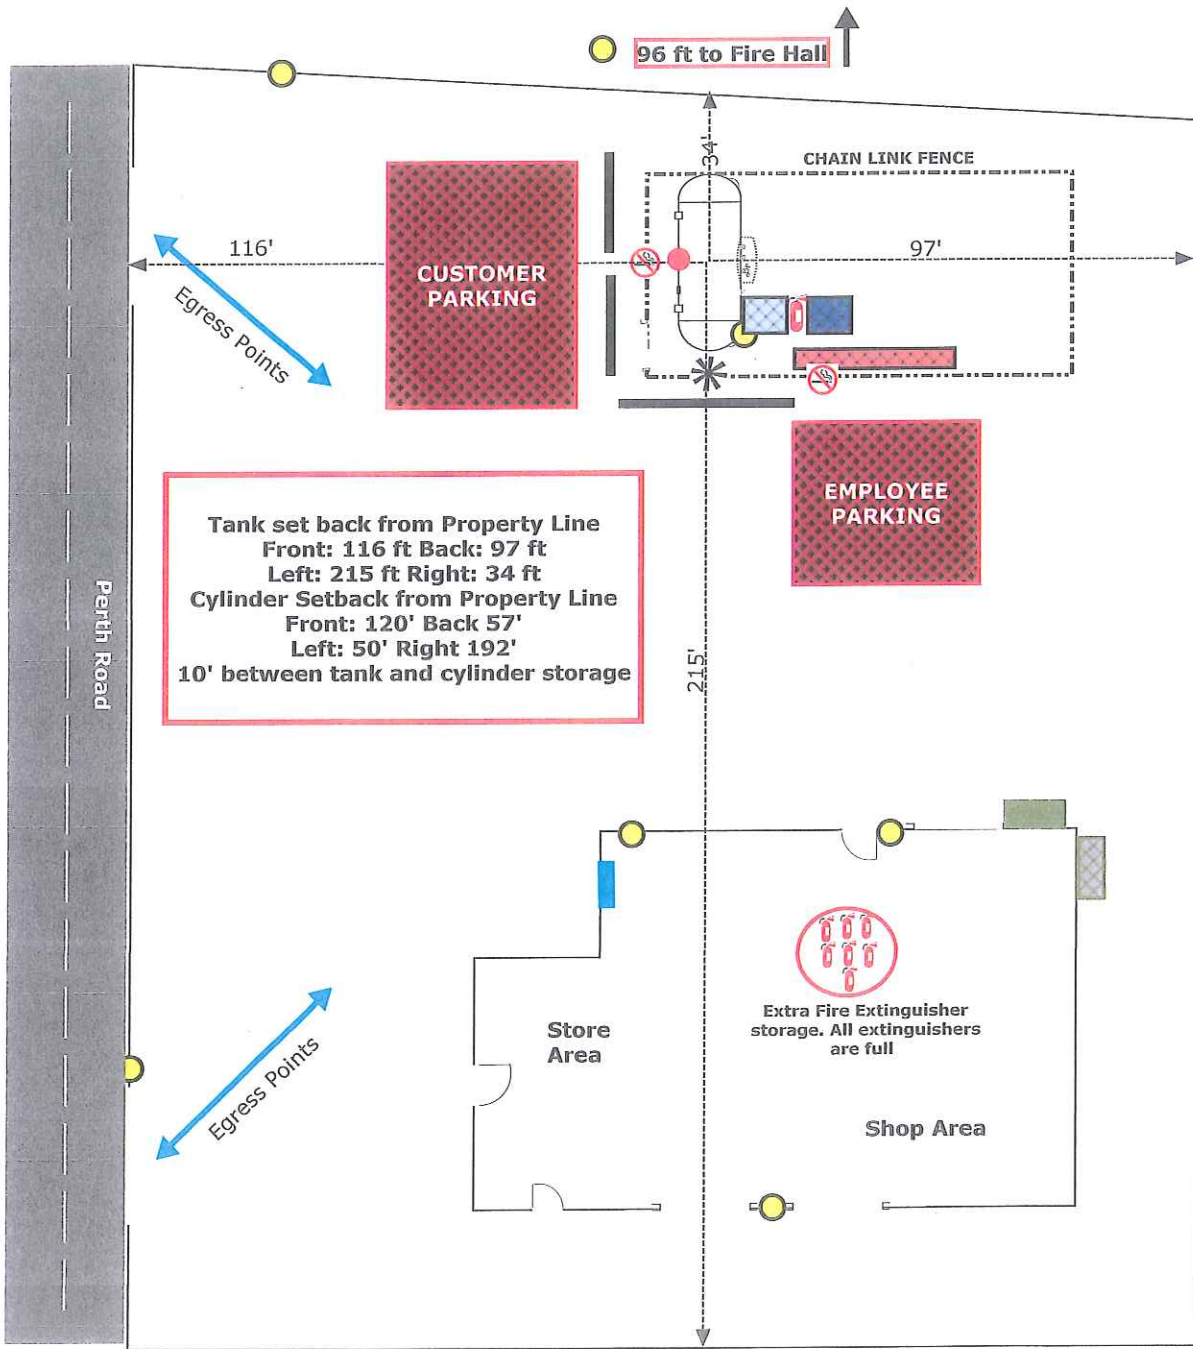 96 ft to Fire Hall
34'
CHAIN LINK FENCE
116'
97'
CUSTOMER
PARKING
Egress Points
EMPLOYEE
PARKING
Tank set back from Property Line
Front: 116 ft Back: 97 ft
Left: 215 ft Right: 34 ft
Cylinder Setback from Property Line
Front: 120' Back 57'
Left: 50' Right 192'
10' between tank and cylinder storage
Perth Road
215'
Extra Fire Extinguisher
storage. All extinguishers
are full
Store
Area
Egress Points
Shop Area